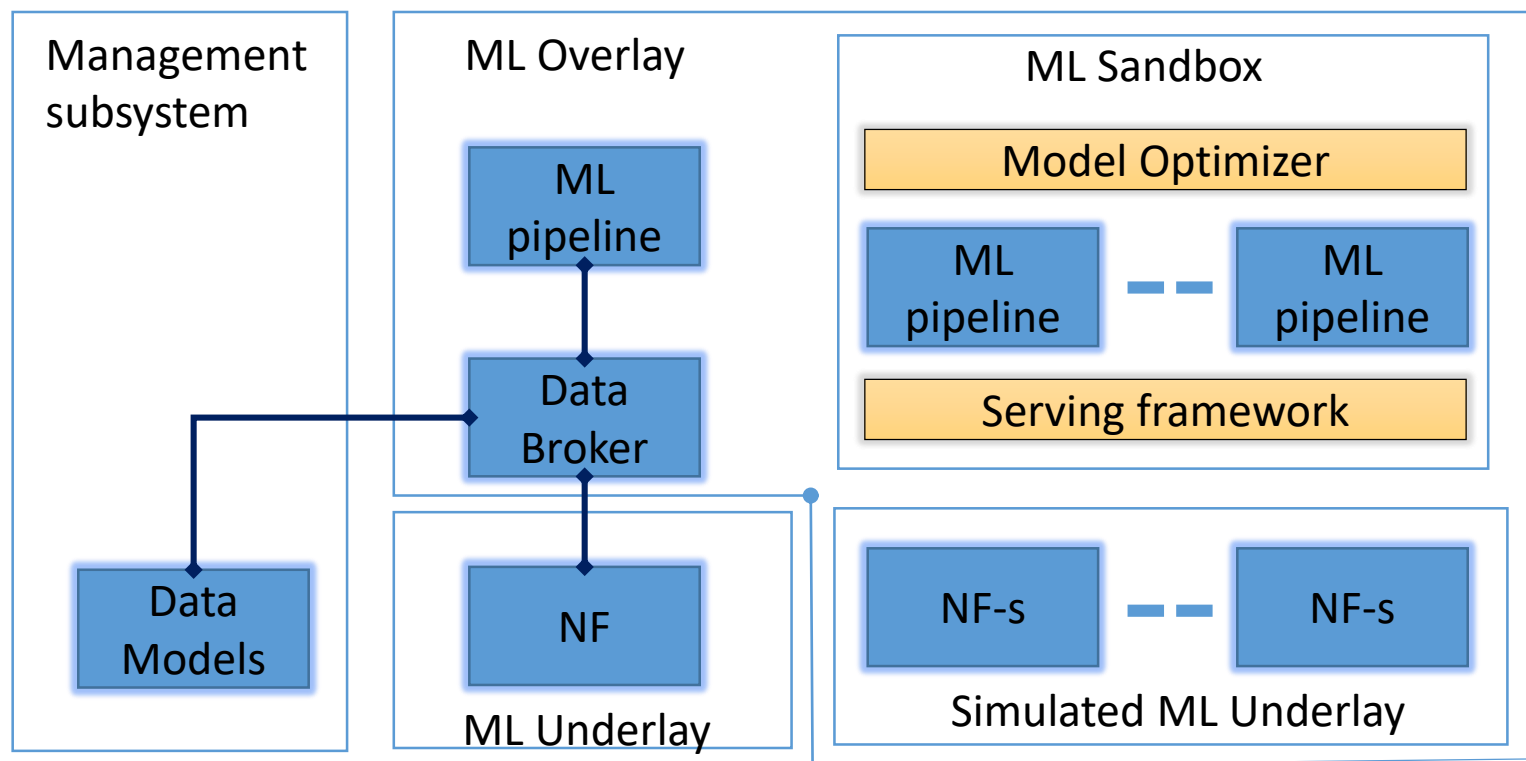 Management
subsystem
ML Overlay
ML
pipeline
Data
Broker
Data
Models
NF
ML Underlay
ML Sandbox
Model Optimizer
ML
pipeline
ML
pipeline
Serving framework
NF-s
NF-s
Simulated ML Underlay